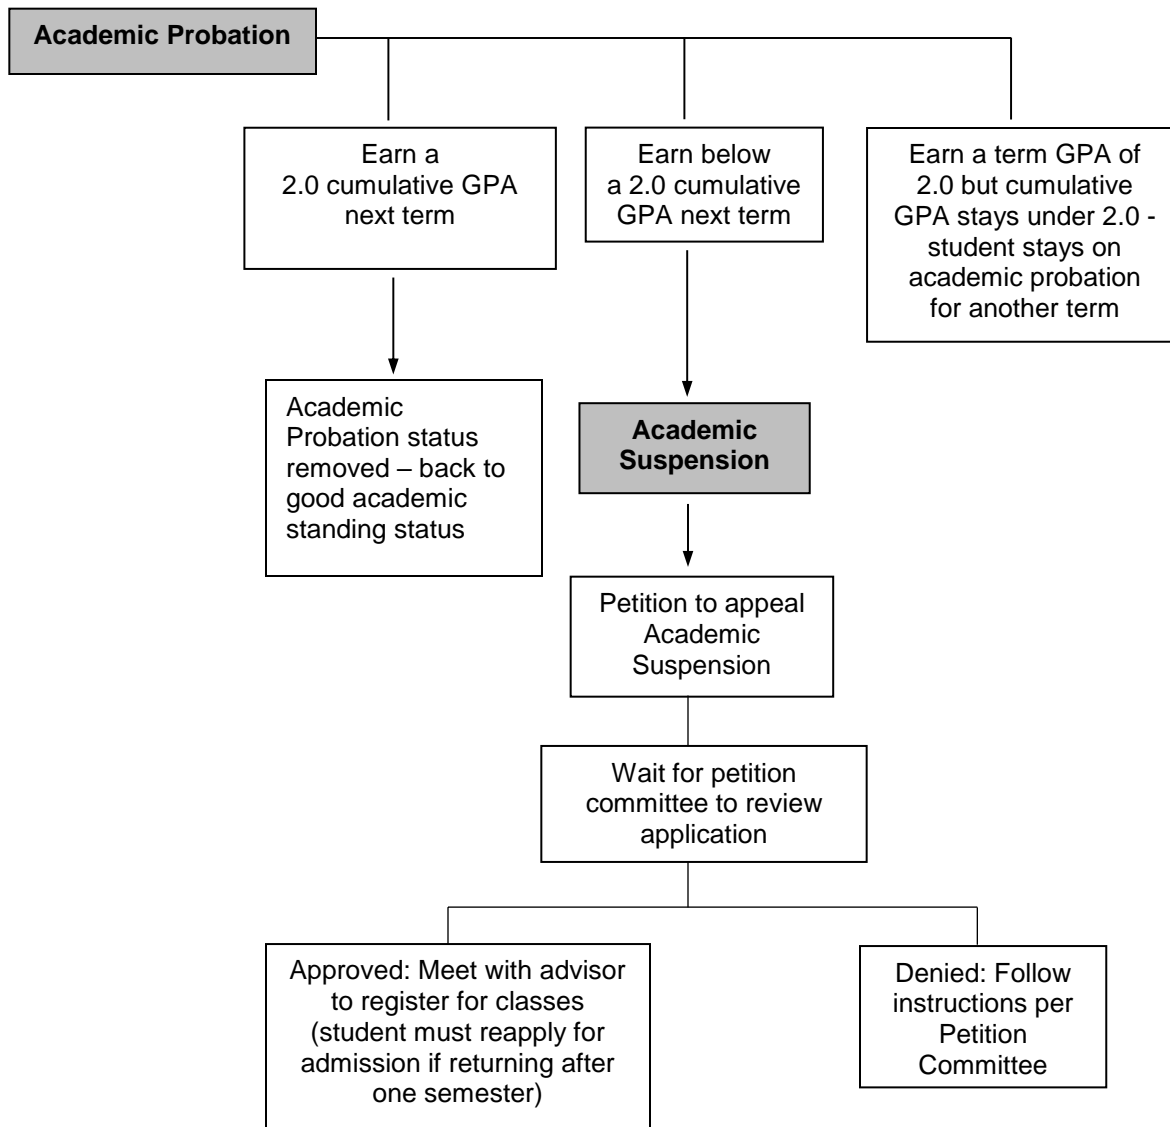 Academic Probation
Earn a
2.0 cumulative GPA
next term
Earn below
a 2.0 cumulative
GPA next term
Earn a term GPA of
2.0 but cumulative
GPA stays under 2.0 -
student stays on
academic probation
for another term
Academic
Probation status
removed – back to
good academic
standing status
Academic
Suspension
Petition to appeal
Academic
Suspension
Wait for petition
committee to review
application
Approved: Meet with advisor
to register for classes
(student must reapply for
admission if returning after
one semester)
Denied: Follow
instructions per
Petition
Committee